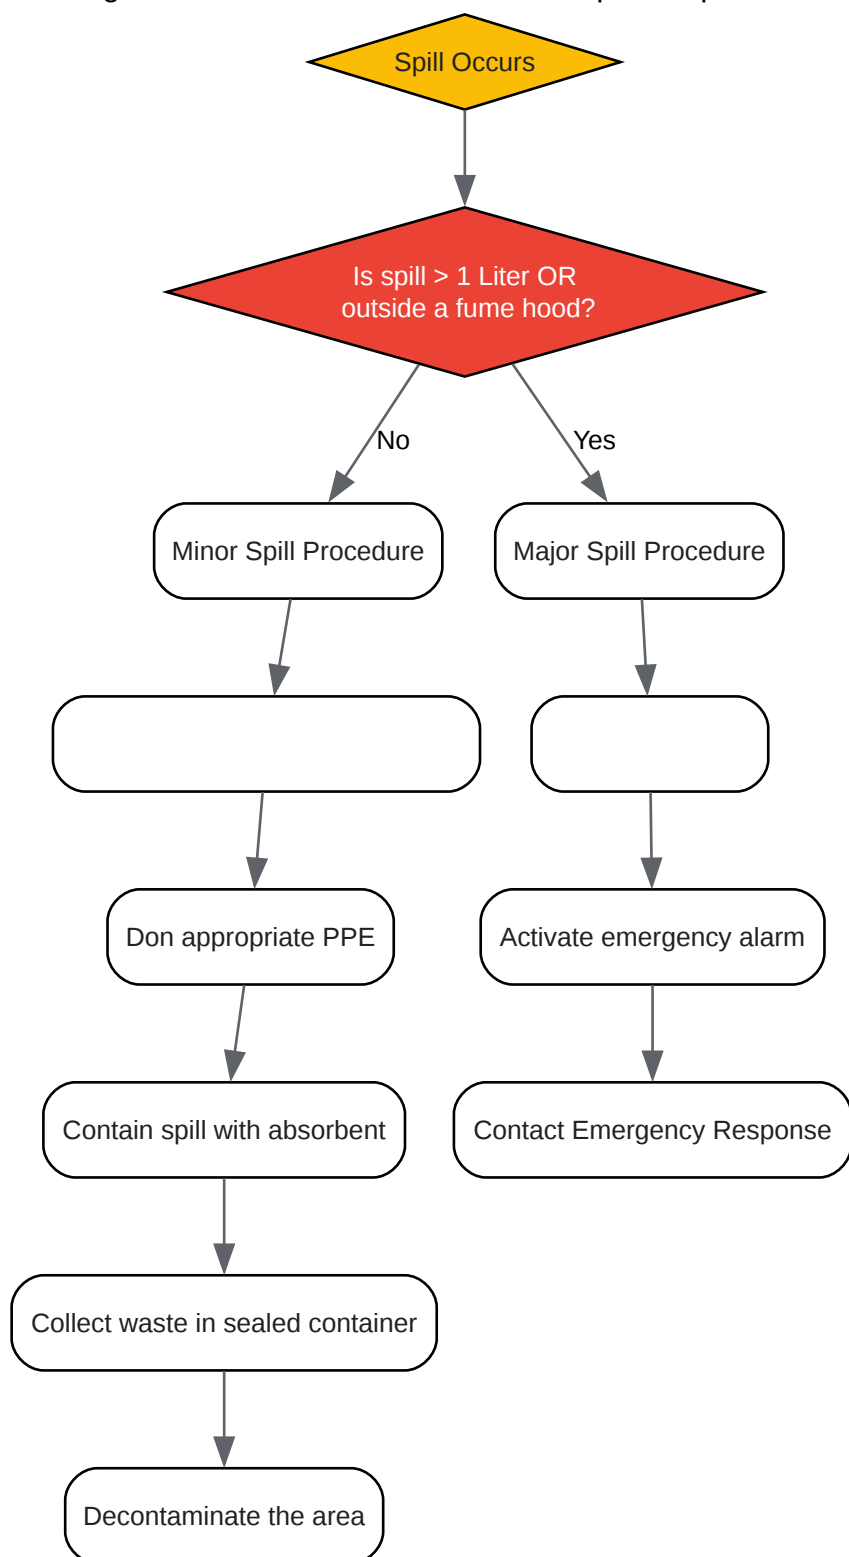 Spill Occurs
Is spill > 1 Liter OR
outside a fume hood?
No
Yes
Minor Spill Procedure
Major Spill Procedure
Don appropriate PPE
Activate emergency alarm
Contain spill with absorbent
Contact Emergency Response
Collect waste in sealed container
Decontaminate the area